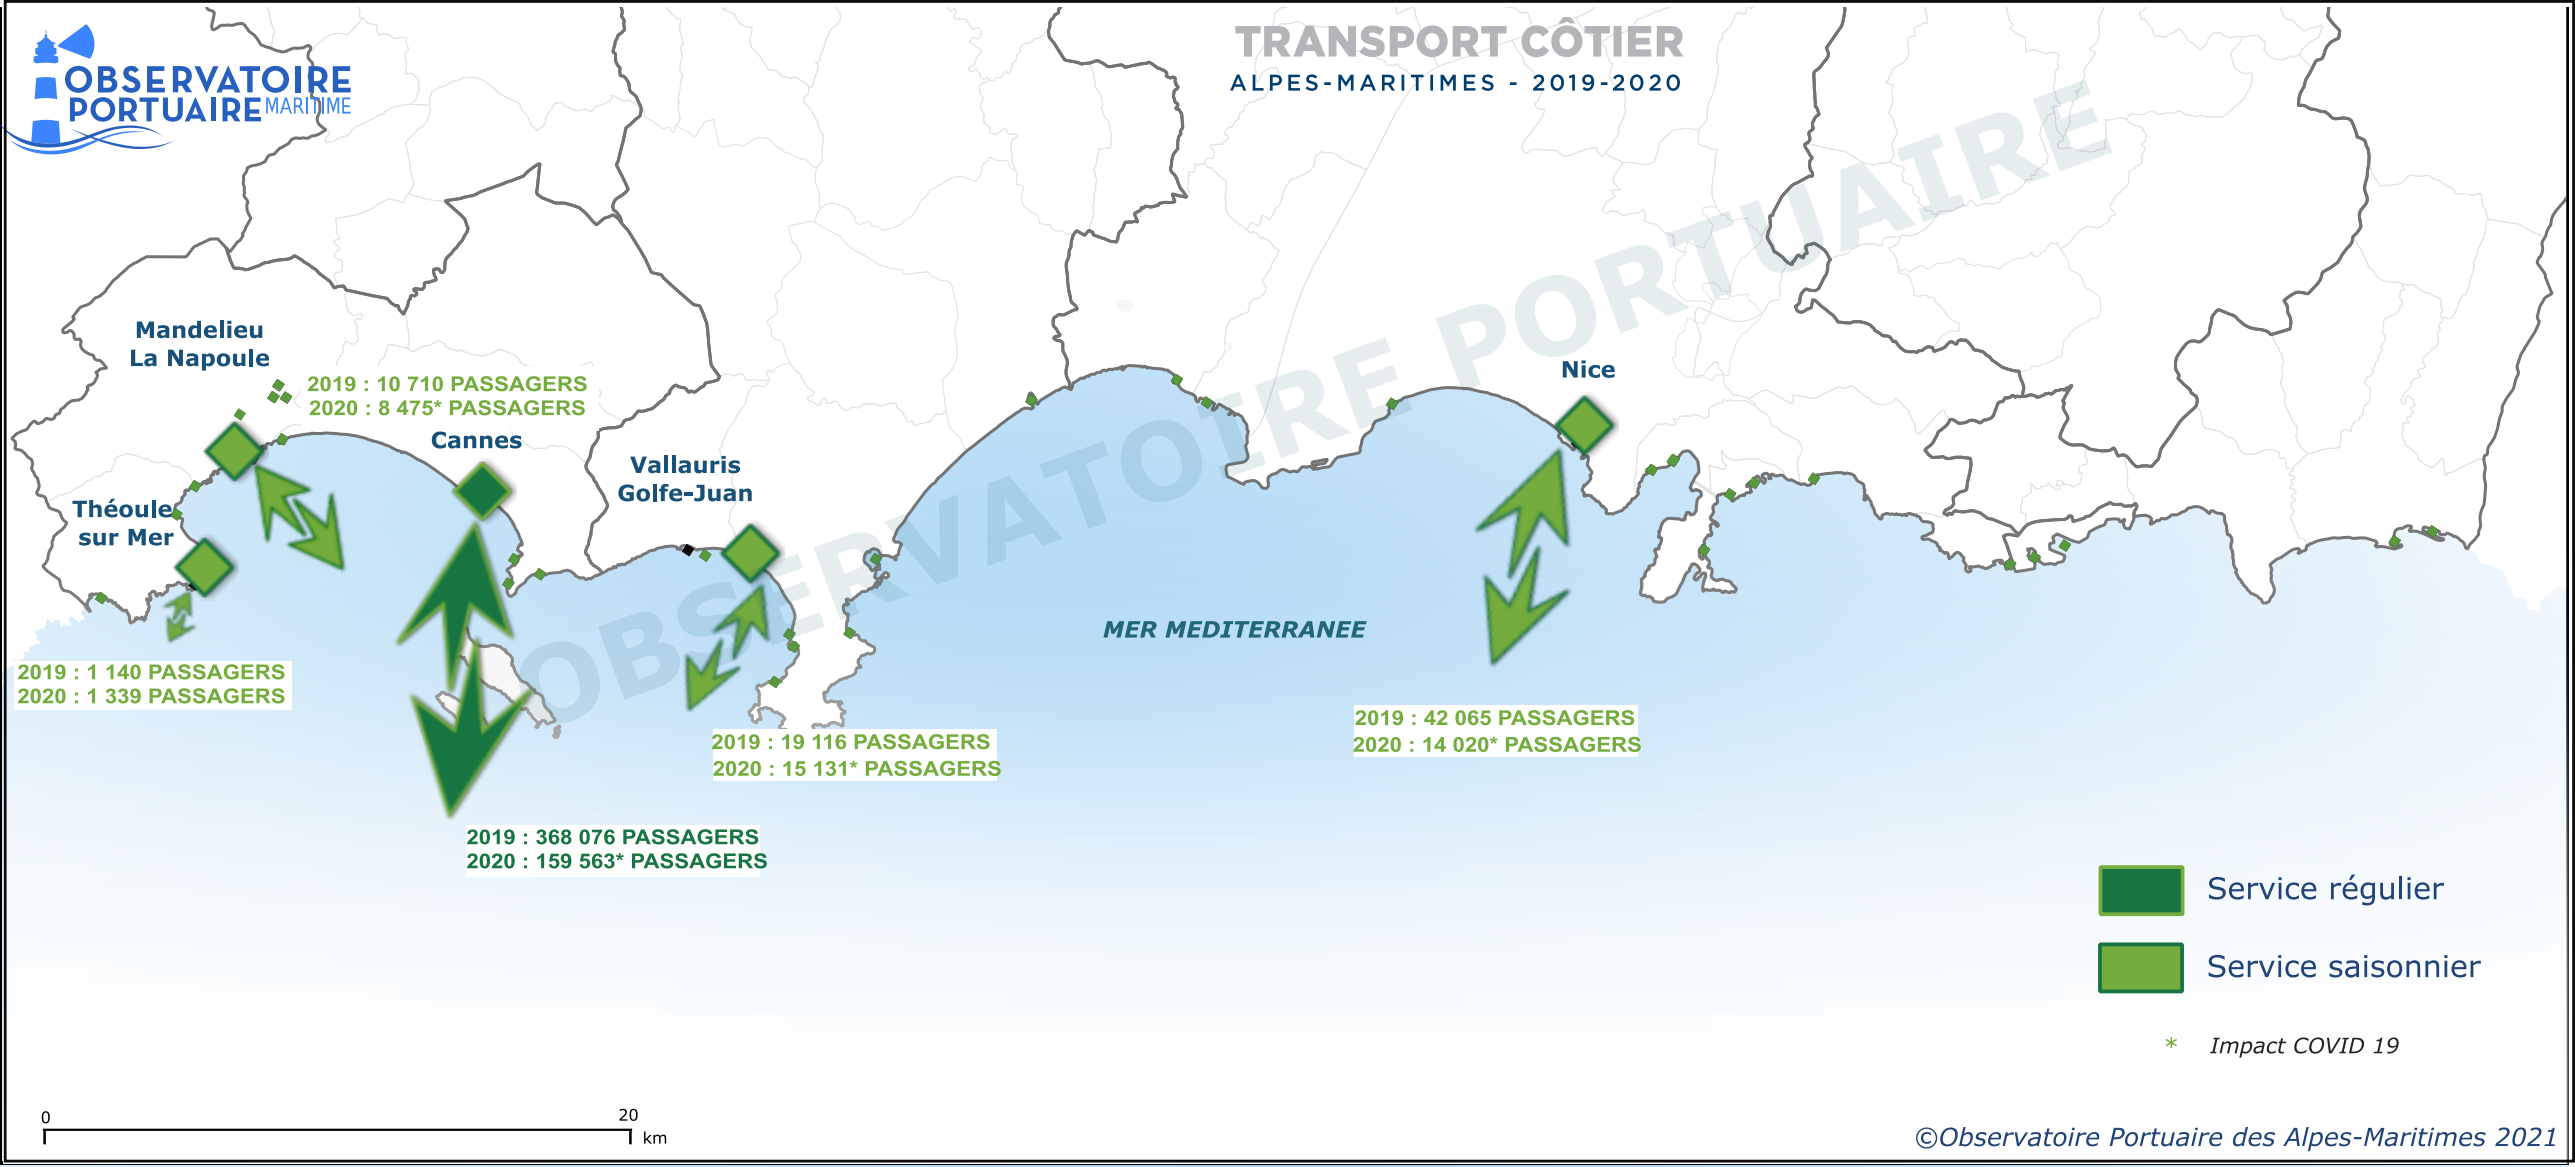 TRANSPORT CÔTIER
ALPES-MARITIMES - 2019-2020
OBSERVATOIRE
PORTUAIRE MARITIME
OBSERVATOIRE PORTUAIRE
Mandelieu
La Napoule
2019 : 10 710 PASSAGERS
2020 : 8 475* PASSAGERS
Cannes
Nice
Vallauris
Golfe-Juan
Théoule
sur Mer
MER MEDITERRANEE
2019 : 1 140 PASSAGERS
2020 : 1 339 PASSAGERS
2019 : 19 116 PASSAGERS
2020 : 15 131* PASSAGERS
2019 : 42 065 PASSAGERS
2020 : 14 020* PASSAGERS
2019 : 368 076 PASSAGERS
2020 : 159 563* PASSAGERS
Service régulier
Service saisonnier
* Impact COVID 19
0 20
km
©Observatoire Portuaire des Alpes-Maritimes 2021